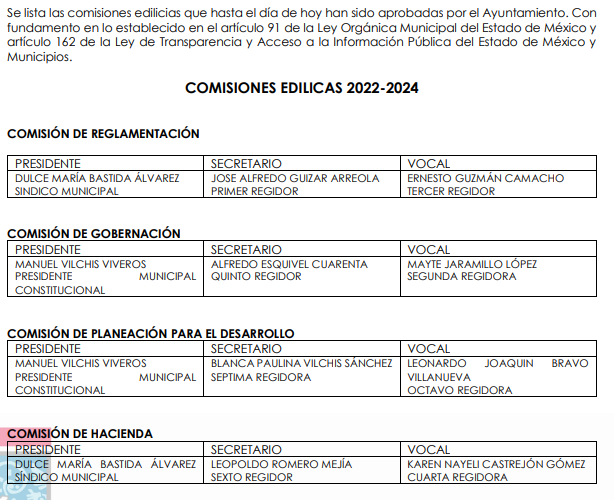 Se lista las comisiones edilicias que hasta el día de hoy han sido aprobadas por el Ayuntamiento. Con
fundamento en lo establecido en el artículo 91 de la Ley Orgánica Municipal del Estado de México y
artículo 162 de la Ley de Transparencia y Acceso a la Información Pública del Estado de México y
Municipios.
COMISIONES EDILICAS 2022-2024
COMISIÓN DE REGLAMENTACIÓN
PRESIDENTE SECRETARIO VOCAL
DULCE MARÍA BASTIDA ÁLVAREZ JOSE ALFREDO GUIZAR ARREOLA ERNESTO GUZMÁN CAMACHO
SINDICO MUNICIPAL PRIMER REGIDOR TERCER REGIDOR
COMISIÓN DE GOBERNACIÓN
PRESIDENTE SECRETARIO VOCAL
MANUEL VILCHIS VIVEROS ALFREDO ESQUIVEL CUARENTA MAYTE JARAMILLO LÓPEZ
PRESIDENTE MUNICIPAL QUINTO REGIDOR SEGUNDA REGIDORA
CONSTITUCIONAL
COMISIÓN DE PLANEACIÓN PARA EL DESARROLLO
PRESIDENTE SECRETARIO VOCAL
MANUEL VILCHIS VIVEROS BLANCA PAULINA VILCHIS SÁNCHEZ LEONARDO JOAQUIN BRAVO
PRESIDENTE MUNICIPAL SEPTIMA REGIDORA VILLANUEVA
CONSTITUCIONAL OCTAVO REGIDORA
COMISIÓN DE HACIENDA
PRESIDENTE SECRETARIO VOCAL
DULCE MARÍA BASTIDA ÁLVAREZ LEOPOLDO ROMERO MEJÍA KAREN NAYELI CASTREJÓN GÓMEZ
SÍNDICO MUNICIPAL SEXTO REGIDOR CUARTA REGIDORA